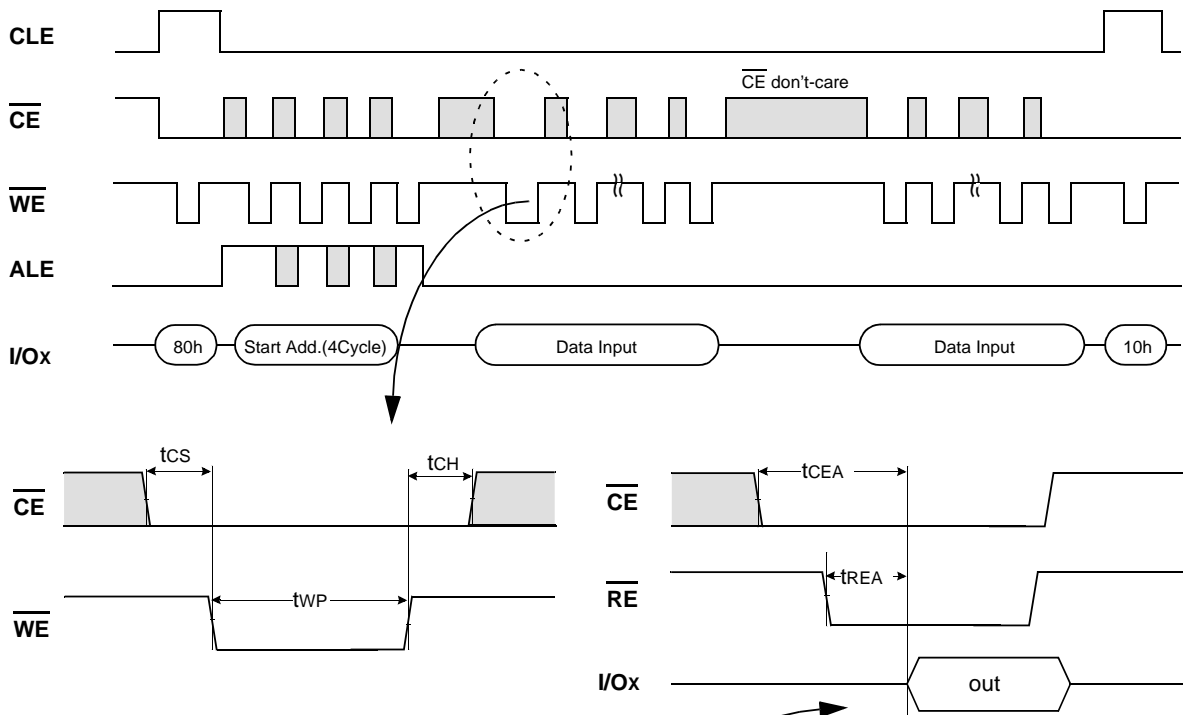 CLE
CE don't-care
CE
WE
ALE
I/Ox 80h Start Add.(4Cycle) Data Input Data Input 10h
tCS tCH
CE
tWP
WE
tCEA
CE
tREA
RE
I/Ox out